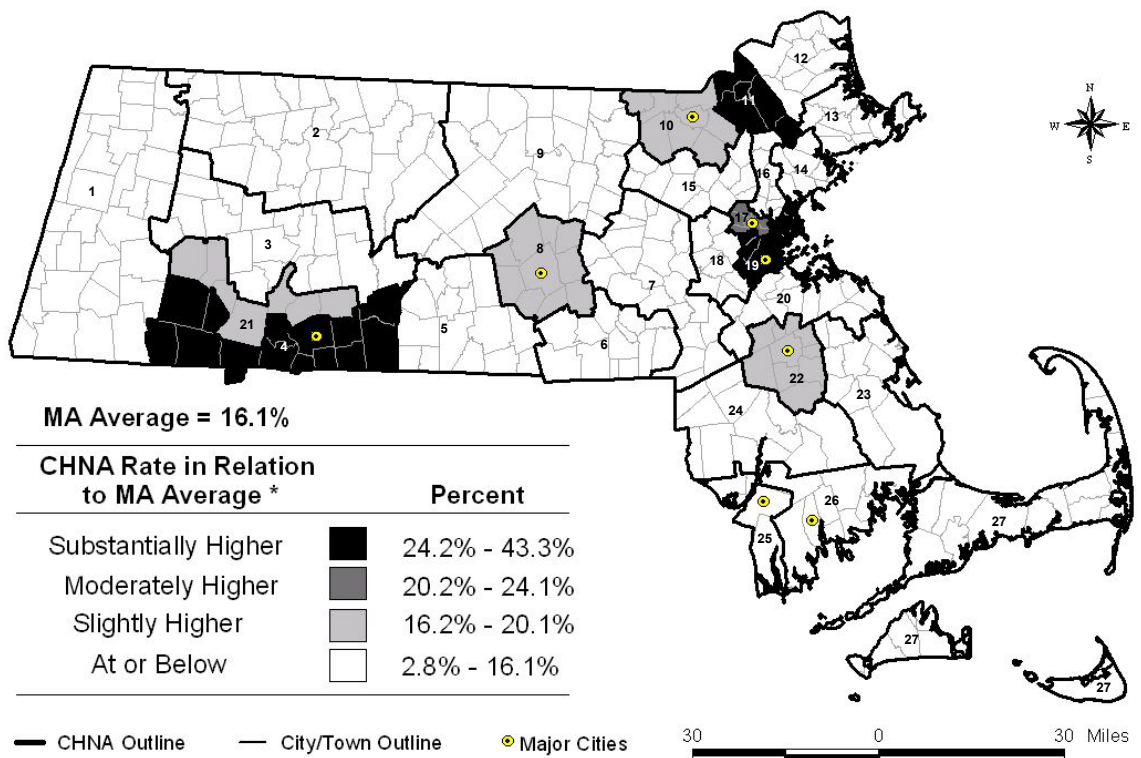 12
N
W E
S
11
13
10
2
9
16
14
15
1
17
3
8
18
19
7
20
21
5
4
6
22
23
24
MA Average = 16.1%
CHNA Rate in Relation
to MA Average *
Percent
26
27
25
Substantially Higher 24.2% - 43.3%
Moderately Higher 20.2% - 24.1%
Slightly Higher 16.2% - 20.1%
At or Below 2.8% - 16.1%
27
27
CHNA Outline City/Town Outline Major Cities
30 0 30 Miles